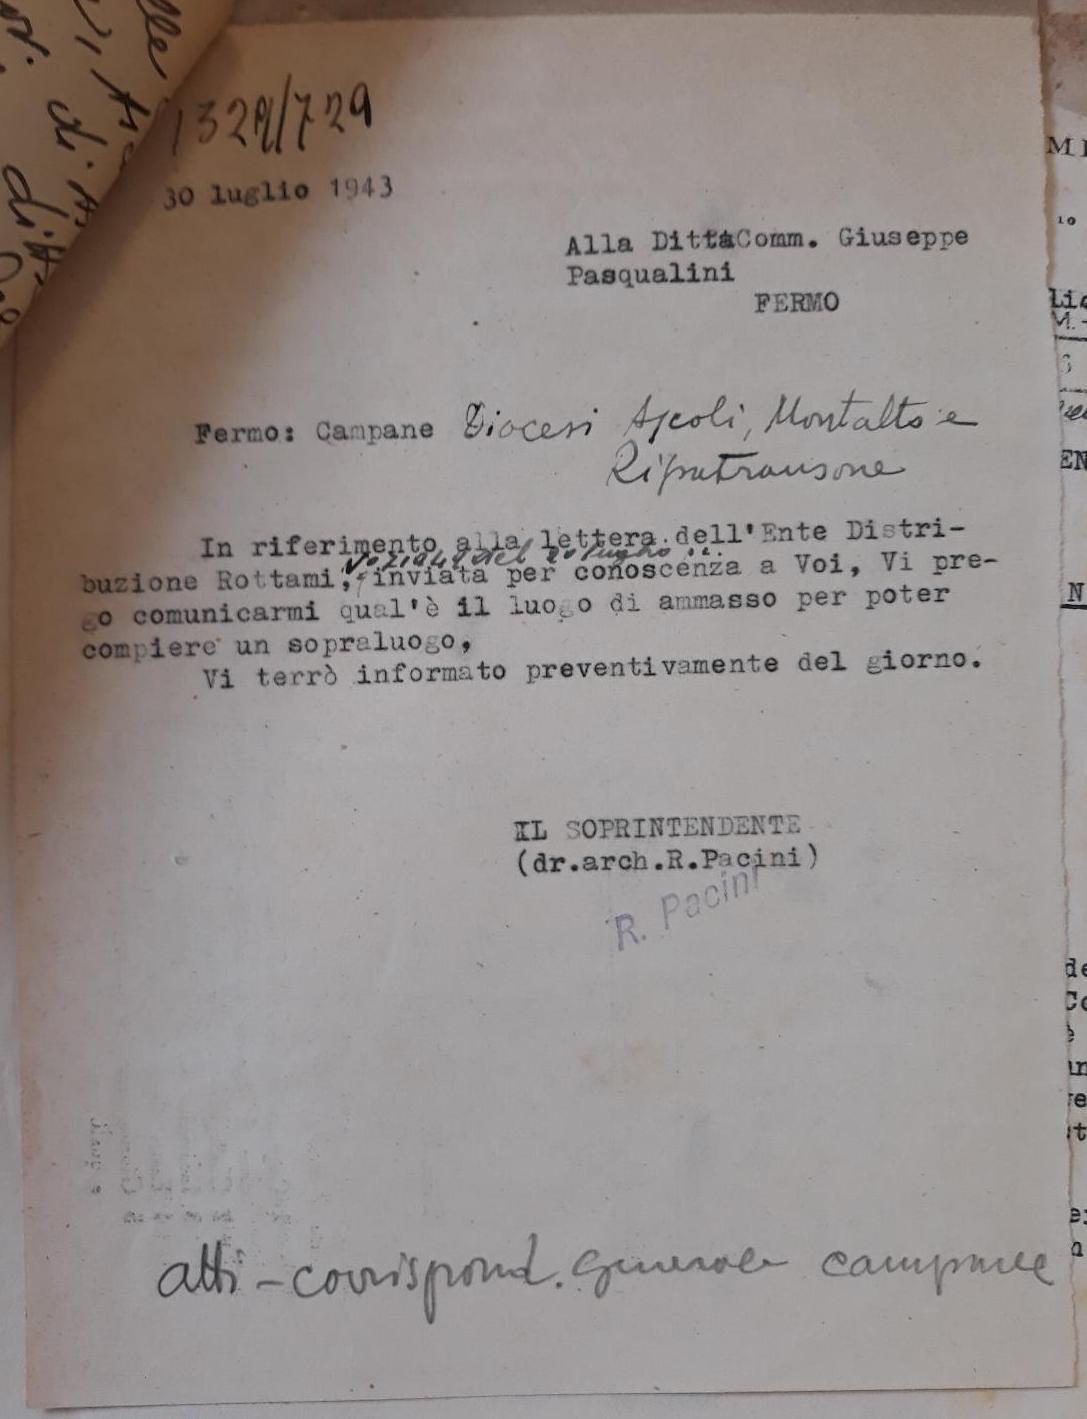 1329/729
30 luglio 1943
Alla Ditta Comm. Giuseppe
Pasqualini
FERMO
Fermo: Campane Diocesi Ascoli, Montalto e
Ripatransone
In riferimento alla lettera dell'Ente Distri-
del 20 luglio
buzione Rottami, inviata per conoscenza a Voi, Vi pre-
go comunicarmi qual'è il luogo di ammasso per poter
compiere un sopraluogo,
Vi terrò informato preventivamente del giorno.
IL SOPRINTENDENTE
(dr.arch.R.Pacini)
R. Pacini
atti - corrispond. generale campane